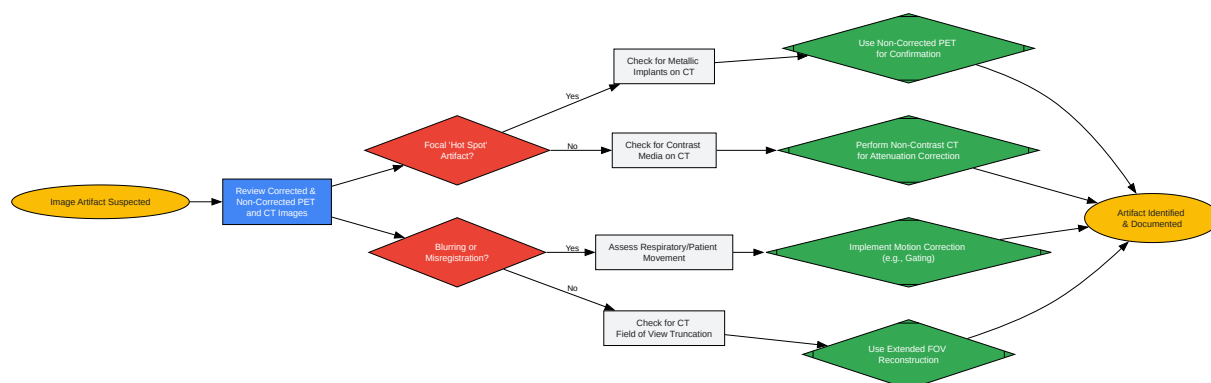 Image Artifact Suspected
Review Corrected &
Non-Corrected PET
and CT Images
Focal 'Hot Spot'
Artifact?
Yes
No
Check for Metallic
Implants on CT
Use Non-Corrected PET
for Confirmation
Check for Contrast
Media on CT
Perform Non-Contrast CT
for Attenuation Correction
Blurring or
Misregistration?
Yes
No
Assess Respiratory/Patient
Movement
Implement Motion Correction
(e.g., Gating)
Check for CT
Field of View Truncation
Use Extended FOV
Reconstruction
Artifact Identified
& Documented